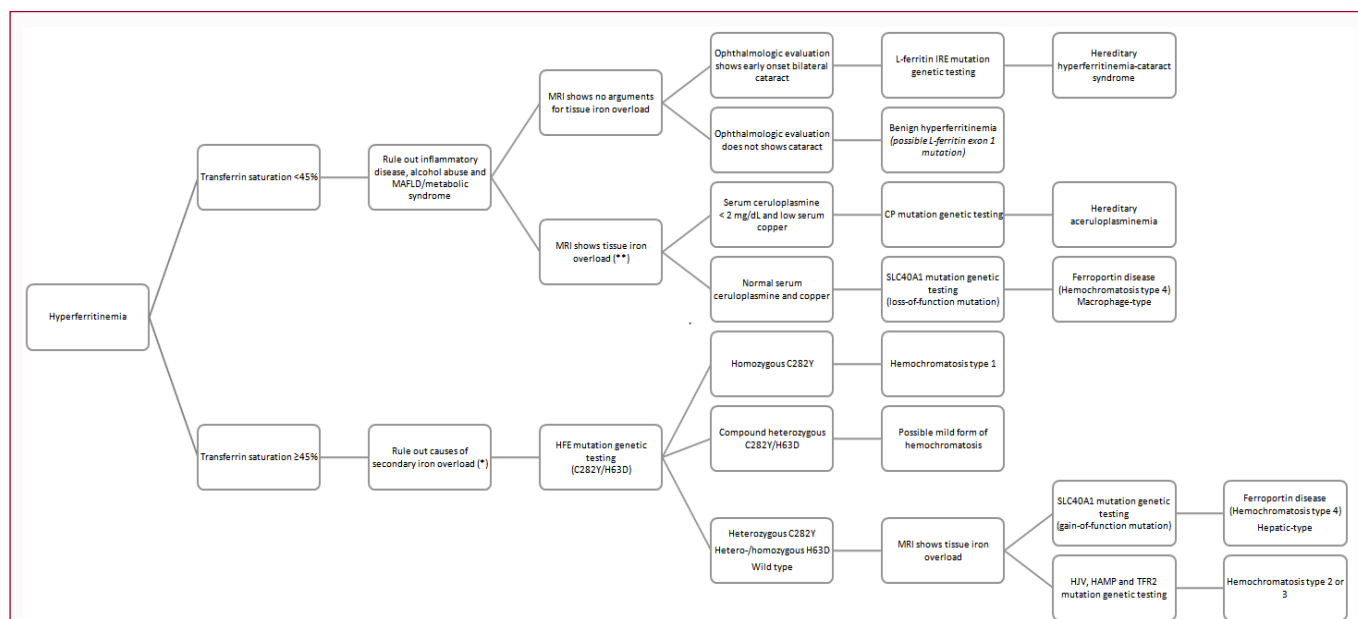 Hyperferritinemia
Transferrin saturation <45%
Rule out inflammatory
disease, alcohol abuse and
MAFLD/metabolic
syndrome
MRI shows no arguments
for tissue iron overload
Ophthalmologic evaluation
shows early onset bilateral
cataract
L-ferritin IRE mutation
genetic testing
Hereditary
hyperferritinemia-cataract
syndrome
Ophthalmologic evaluation
does not shows cataract
Benign hyperferritinemia
(possible L-ferritin exon 1
mutation)
MRI shows tissue iron
overload (**)
Serum ceruloplasmine
< 2 mg/dL and low serum
copper
CP mutation genetic testing
Hereditary
aceruloplasminemia
Normal serum
ceruloplasmine and copper
SLC40A1 mutation genetic
testing
(loss-of-function mutation)
Ferroportin disease
(Hemochromatosis type 4)
Macrophage-type
Transferrin saturation ≥45%
Rule out causes of
secondary iron overload (*)
HFE mutation genetic
testing
(C282Y/H63D)
Homozygous C282Y
Hemochromatosis type 1
Compound heterozygous
C282Y/H63D
Possible mild form of
hemochromatosis
Heterozygous C282Y
Hetero-/homozygous H63D
Wild type
MRI shows tissue iron
overload
SLC40A1 mutation genetic
testing
(gain-of-function mutation)
Ferroportin disease
(Hemochromatosis type 4)
Hepatic-type
HJV, HAMP and TFR2
mutation genetic testing
Hemochromatosis type 2 or
3